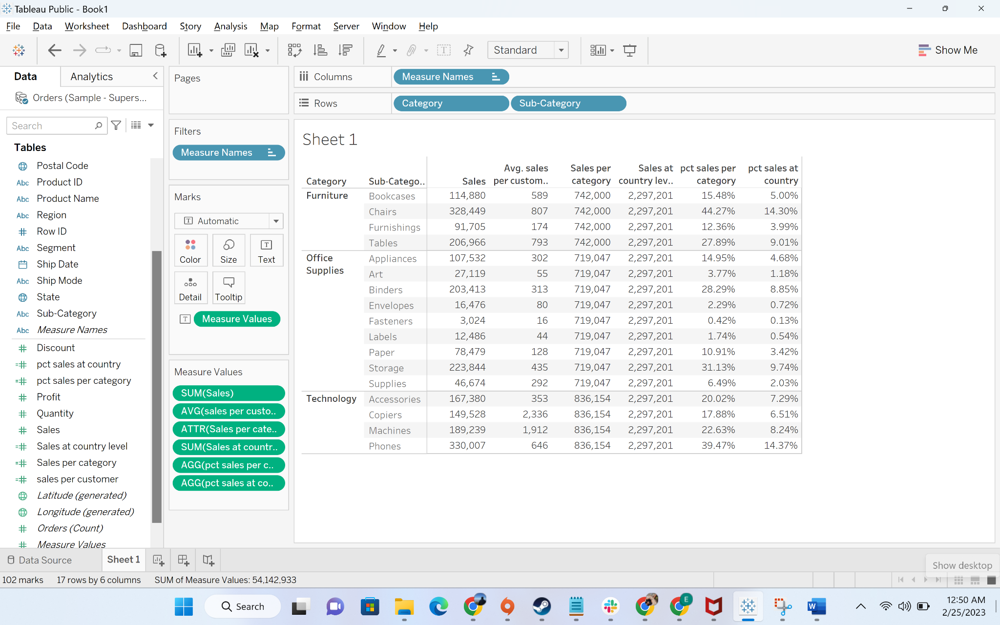 Tableau Public - Book1
File Data Worksheet Dashboard Story Analysis Map Format Server Window Help
Standard
Show Me
Data Analytics
Orders (Sample - Supers...
Search
Tables
Postal Code
Abc Product ID
Abc Product Name
Abc Region
# Row ID
Abc Segment
Ship Date
Abc Ship Mode
State
Abc Sub-Category
Abc Measure Names
# Discount
=# pct sales at country
=# pct sales per category
# Profit
# Quantity
# Sales
=# Sales at country level
=# Sales per category
=# sales per customer
Latitude (generated)
Longitude (generated)
# Orders (Count)
# Measure Values
Pages
Filters
Measure Names
Marks
T Automatic
Color Size T Text
Detail Tooltip
T Measure Values
Measure Values
SUM(Sales)
AVG(sales per custo..
ATTR(Sales per cate..
SUM(Sales at countr..
AGG(pct sales per c..
AGG(pct sales at co..
Columns Measure Names
Rows Category Sub-Category
Sheet 1
Avg. sales Sales per Sales at pct sales per pct sales at
Category Sub-Catego.. Sales per custom.. category country lev.. category country
Furniture Bookcases 114,880 589 742,000 2,297,201 15.48% 5.00%
Chairs 328,449 807 742,000 2,297,201 44.27% 14.30%
Furnishings 91,705 174 742,000 2,297,201 12.36% 3.99%
Tables 206,966 793 742,000 2,297,201 27.89% 9.01%
Office Appliances 107,532 302 719,047 2,297,201 14.95% 4.68%
Supplies Art 27,119 55 719,047 2,297,201 3.77% 1.18%
Binders 203,413 313 719,047 2,297,201 28.29% 8.85%
Envelopes 16,476 80 719,047 2,297,201 2.29% 0.72%
Fasteners 3,024 16 719,047 2,297,201 0.42% 0.13%
Labels 12,486 44 719,047 2,297,201 1.74% 0.54%
Paper 78,479 128 719,047 2,297,201 10.91% 3.42%
Storage 223,844 435 719,047 2,297,201 31.13% 9.74%
Supplies 46,674 292 719,047 2,297,201 6.49% 2.03%
Technology Accessories 167,380 353 836,154 2,297,201 20.02% 7.29%
Copiers 149,528 2,336 836,154 2,297,201 17.88% 6.51%
Machines 189,239 1,912 836,154 2,297,201 22.63% 8.24%
Phones 330,007 646 836,154 2,297,201 39.47% 14.37%
Data Source Sheet 1
Show desktop
102 marks 17 rows by 6 columns SUM of Measure Values: 54,142,933
Search
E
W
12:50 AM
2/25/2023